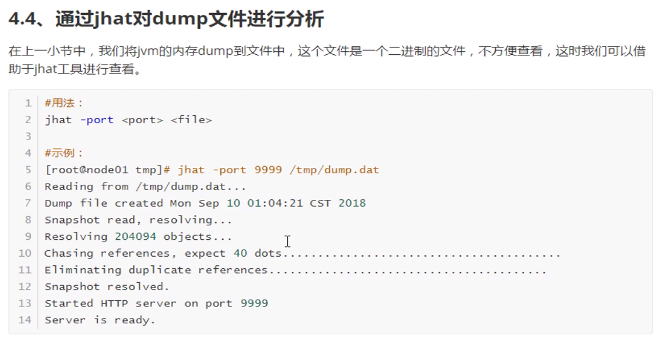 4.4、通过jhat对dump文件进行分析
在上一小节中，我们将jvm的内存dump到文件中，这个文件是一个二进制的文件，不方便查看，这时我们可以借
助于jhat工具进行查看。
1 #用法：
2 jhat -port <port> <file>
3
4 #示例：
5 [root@node01 tmp]# jhat -port 9999 /tmp/dump.dat
6 Reading from /tmp/dump.dat...
7 Dump file created Mon Sep 10 01:04:21 CST 2018
8 Snapshot read, resolving...
9 Resolving 204094 objects...
10 Chasing references, expect 40 dots........................................
11 Eliminating duplicate references........................................
12 Snapshot resolved.
13 Started HTTP server on port 9999
14 Server is ready.